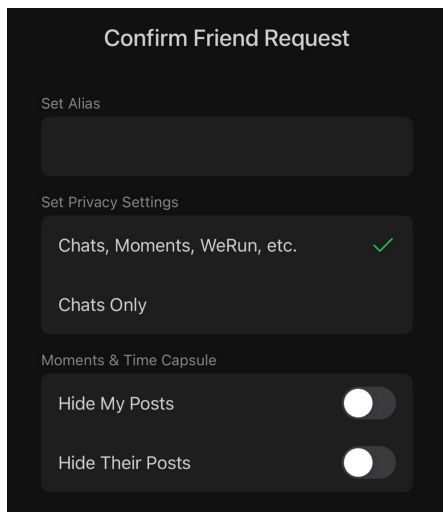 Confirm Friend Request
Set Alias
Set Privacy Settings
Chats, Moments, WeRun, etc.
Chats Only
Moments & Time Capsule
Hide My Posts
Hide Their Posts